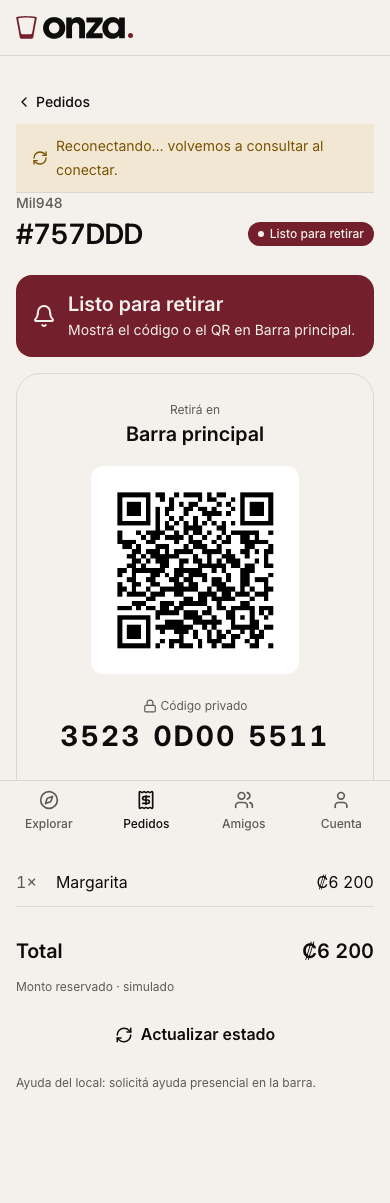 onza.
Pedidos
Reconectando... volvemos a consultar al
conectar.
Mil948
#757DDD
Listo para retirar
Listo para retirar
Mostrá el código o el QR en Barra principal.
Retirá en
Barra principal
Código privado
3523 0D00 5511
Explorar
Pedidos
Amigos
Cuenta
1× Margarita ₡6 200
Total ₡6 200
Monto reservado · simulado
Actualizar estado
Ayuda del local: solicitá ayuda presencial en la barra.